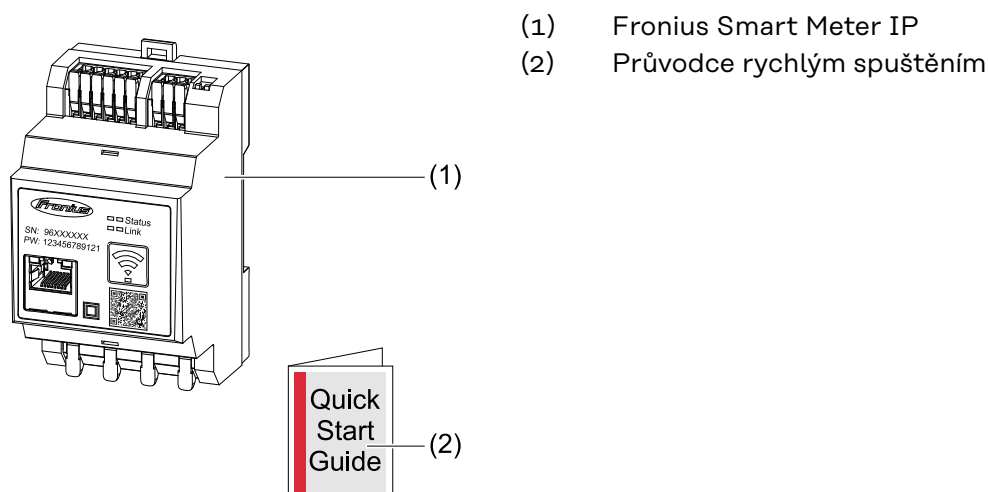 (1) Fronius Smart Meter IP
(2) Průvodce rychlým spuštěním
(1)
Fronius
Status
Link
SN: 96XXXXXX
PW: 123456789121
Quick
Start
Guide
(2)